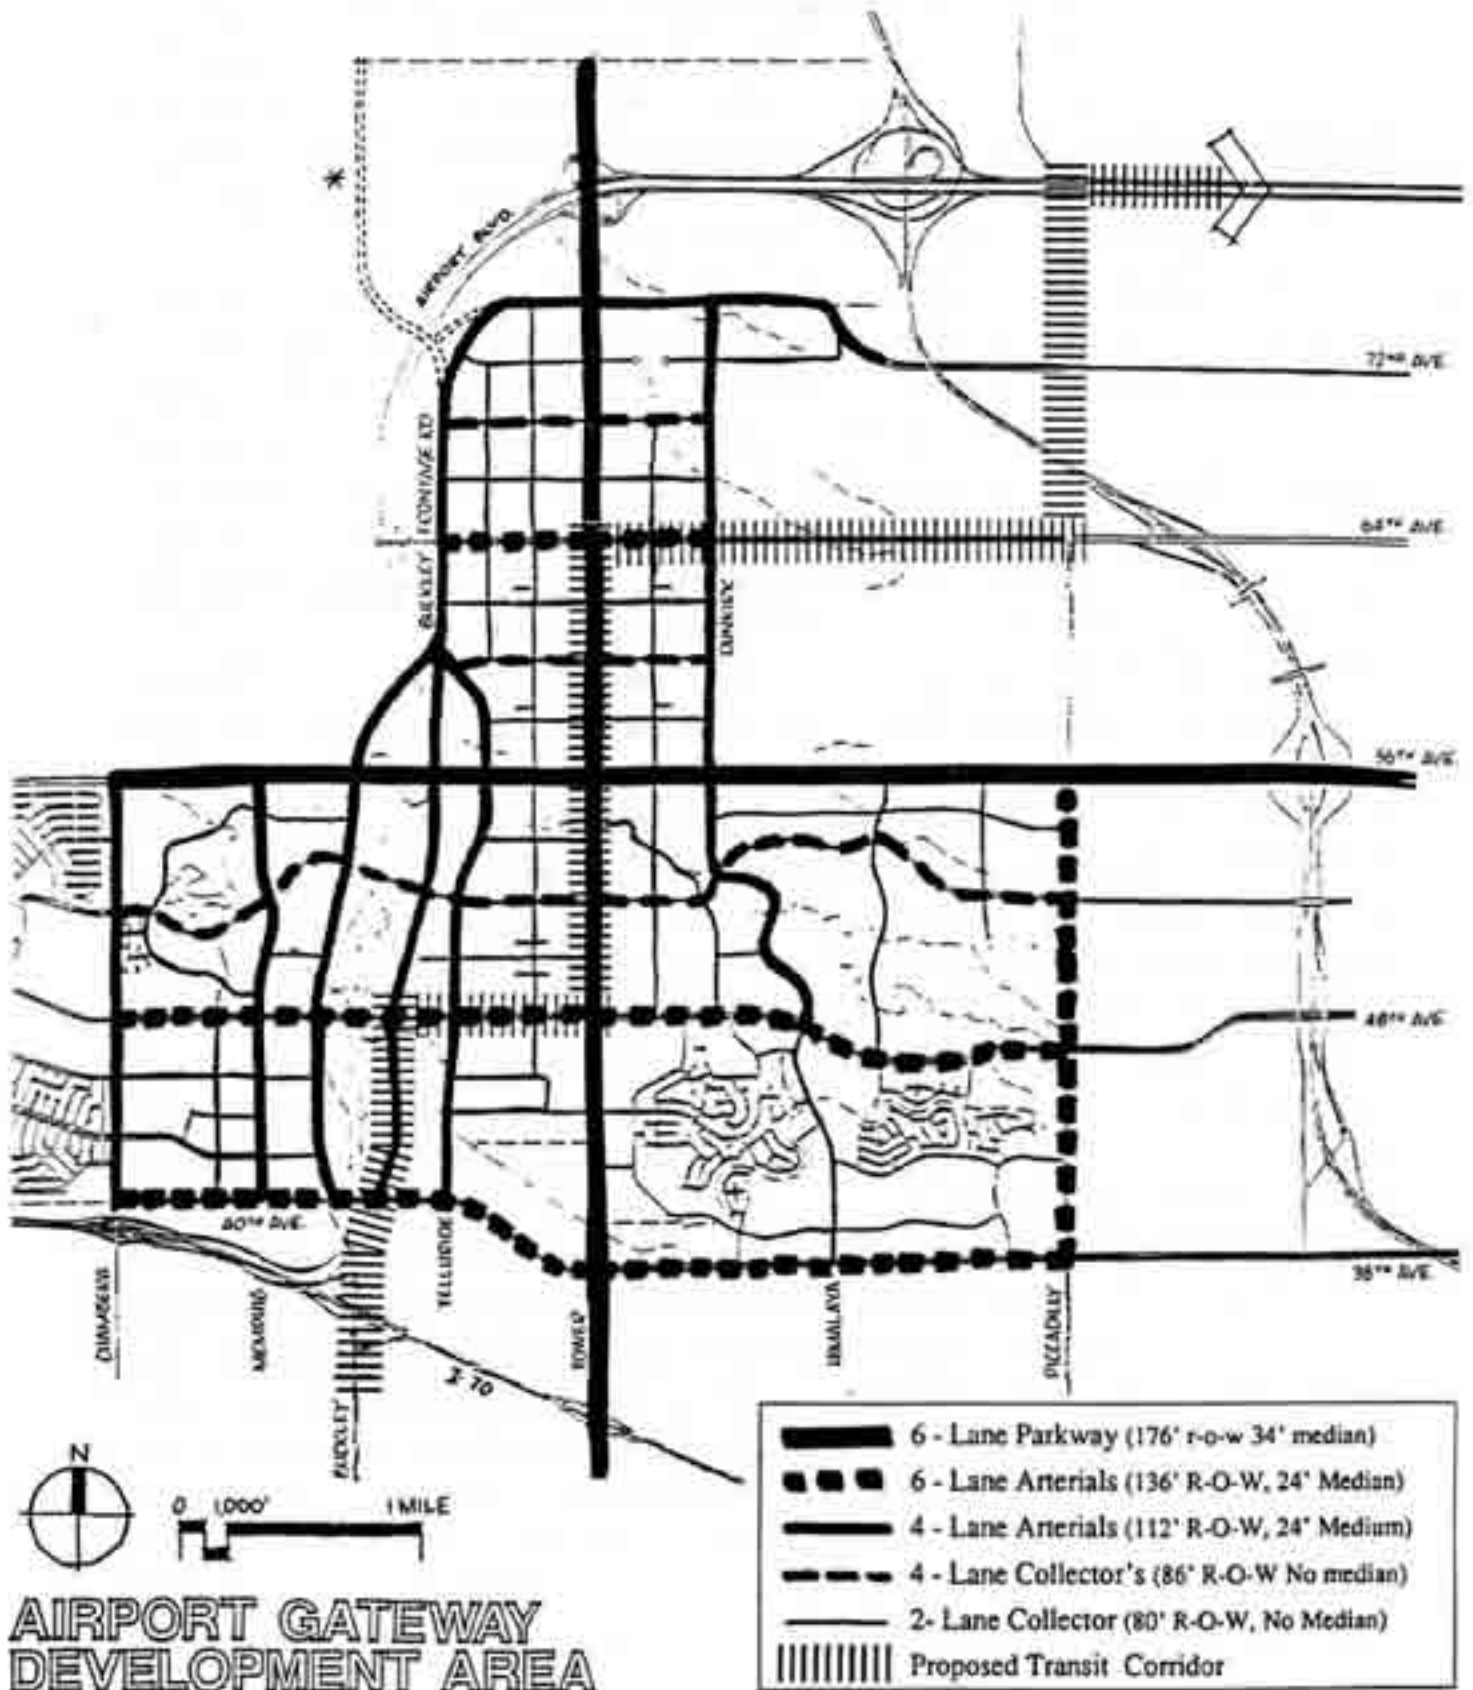 *
AIRPORT BLVD.
72ND AVE.
64TH AVE.
BUCKLEY
DUNKIRK
56TH AVE.
48TH AVE.
40TH AVE.
38TH AVE.
CHAMBERS
MEMPHIS
BUCKLEY
TELLURIDE
TOWER
HIMALAYA
PICCADILLY
I-70
N
0 1,000' 1 MILE
AIRPORT GATEWAY
DEVELOPMENT AREA
6 - Lane Parkway (176' r-o-w 34' median)
6 - Lane Arterials (136' R-O-W, 24' Median)
4 - Lane Arterials (112' R-O-W, 24' Medium)
4 - Lane Collector's (86' R-O-W No median)
2- Lane Collector (80' R-O-W, No Median)
Proposed Transit Corridor